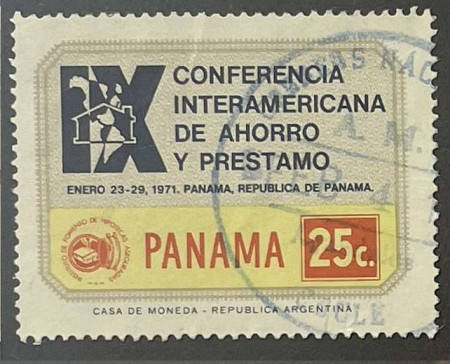 IX CONFERENCIA
INTERAMERICANA
DE AHORRO
Y PRESTAMO
ENERO 23-29, 1971. PANAMA, REPUBLICA DE PANAMA.
PANAMA 25c.
CASA DE MONEDA - REPUBLICA ARGENTINA
A. M.